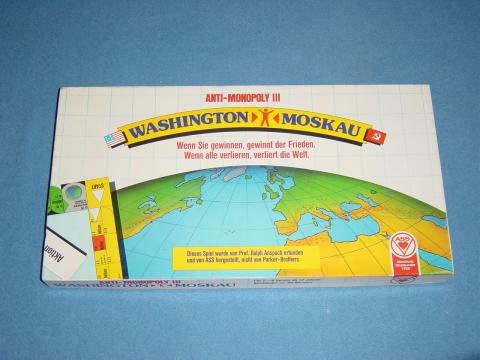 ANTI-MONOPOLY III
WASHINGTON MOSKAU
Wenn Sie gewinnen, gewinnt der Frieden.
Wenn alle verlieren, verliert die Welt.
USSR
Aktion
Dieses Spiel wurde von Prof. Ralph Anspach erfunden
und von ASS hergestellt, nicht von Parker-Brothers.
ASS
ANTI-MONOPOLY III
WASHINGTON MOSKAU